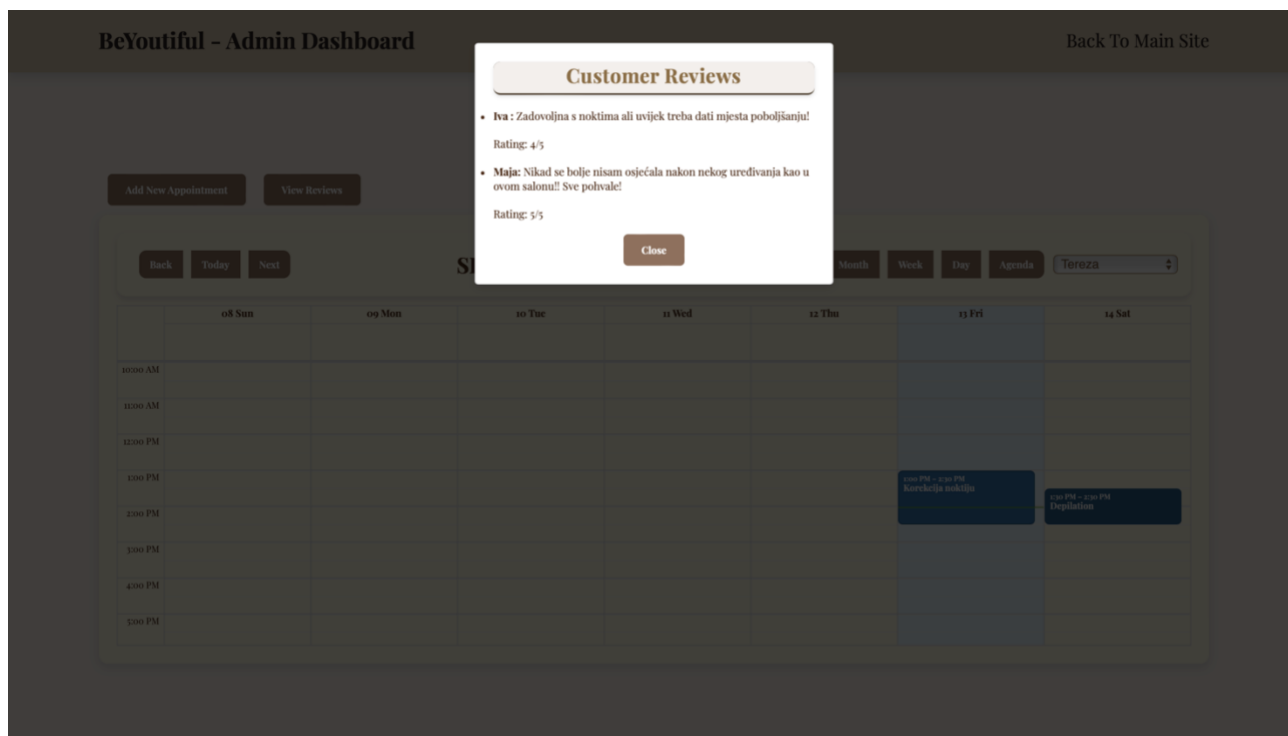 BeYoutiful - Admin Dashboard
Back To Main Site
Customer Reviews
Iva : Zadovoljna s noktima ali uvijek treba dati mjesta poboljšanju!
Rating: 4/5
Maja: Nikad se bolje nisam osjećala nakon nekog uređivanja kao u
ovom salonu!! Sve pohvale!
Rating: 5/5
Close
Add New Appointment
View Reviews
Back Today Next
Month Week Day Agenda
Tereza
08 Sun 09 Mon 10 Tue 11 Wed 12 Thu 13 Fri 14 Sat
10:00 AM
11:00 AM
12:00 PM
1:00 PM
1:00 PM – 2:30 PM
Korekcija noktiju
1:30 PM – 2:30 PM
Depilation
2:00 PM
3:00 PM
4:00 PM
5:00 PM